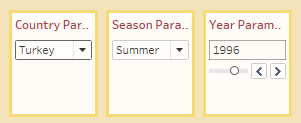 Country Par..
Turkey
Season Para..
Summer
Year Param..
1996